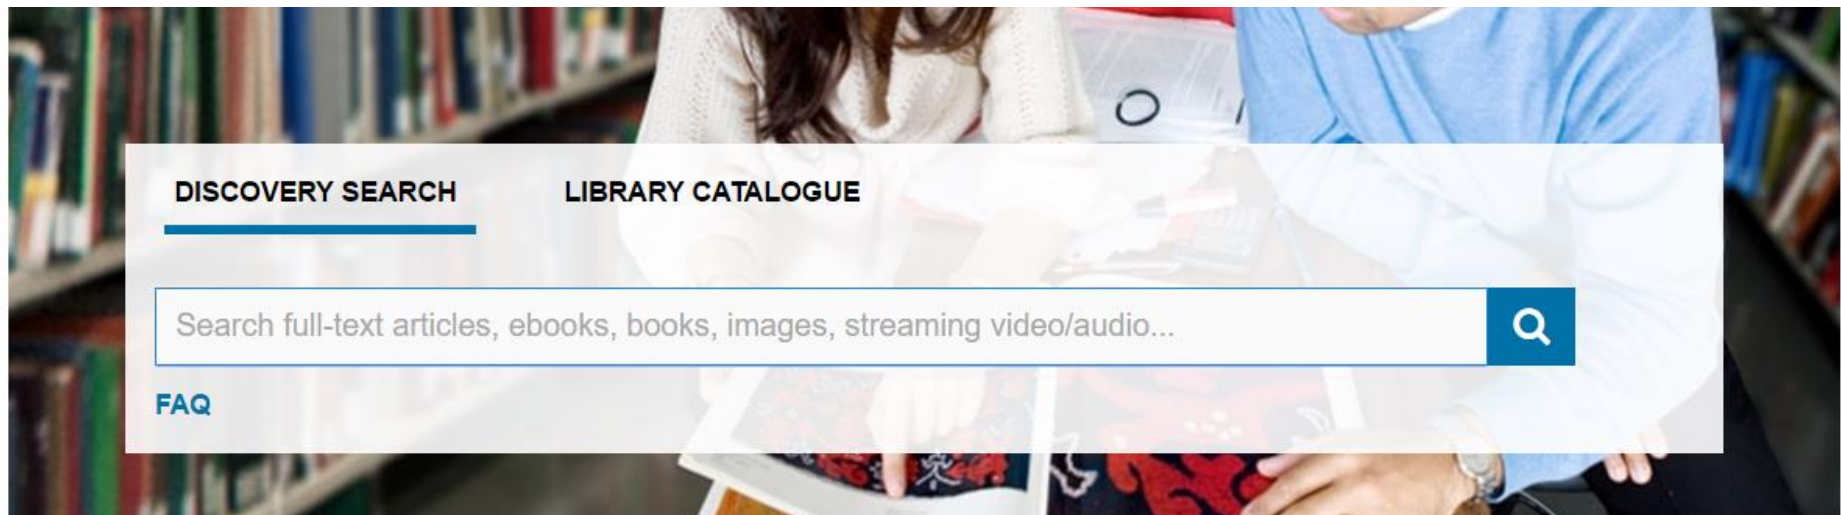 DISCOVERY SEARCH LIBRARY CATALOGUE
Search full-text articles, ebooks, books, images, streaming video/audio...
FAQ